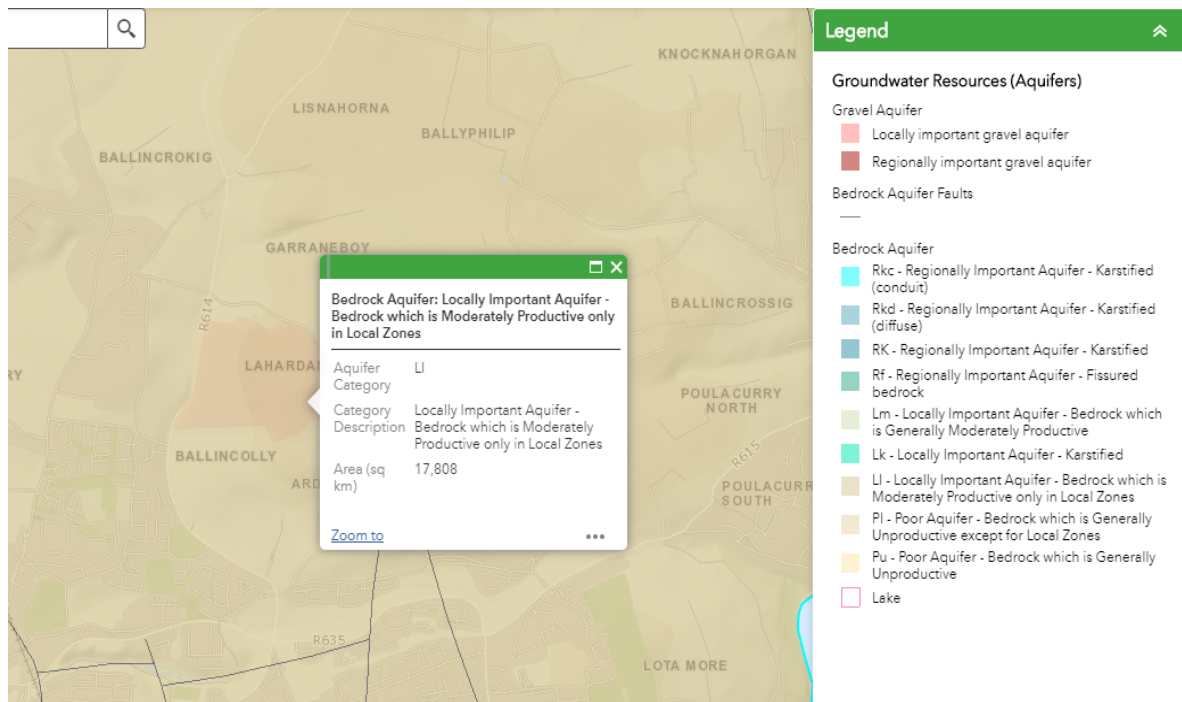 KNOCKNAHORGAN
LISNAHORNA
BALLYPHILIP
BALLINCROKIG
GARRANEBOY
R614
LAHARDA
BALLINCOLLY
ARD
RY
BALLINCROSSIG
POULACURRY
NORTH
R615
POULACURR
SOUTH
R635
LOTA MORE
Bedrock Aquifer: Locally Important Aquifer -
Bedrock which is Moderately Productive only
in Local Zones
Aquifer Category LI
Category Description Locally Important Aquifer -
Bedrock which is Moderately
Productive only in Local Zones
Area (sq km) 17,808
Zoom to
Legend
Groundwater Resources (Aquifers)
Gravel Aquifer
Locally important gravel aquifer
Regionally important gravel aquifer
Bedrock Aquifer Faults
Bedrock Aquifer
Rkc - Regionally Important Aquifer - Karstified
(conduit)
Rkd - Regionally Important Aquifer - Karstified
(diffuse)
RK - Regionally Important Aquifer - Karstified
Rf - Regionally Important Aquifer - Fissured
bedrock
Lm - Locally Important Aquifer - Bedrock which
is Generally Moderately Productive
Lk - Locally Important Aquifer - Karstified
LI - Locally Important Aquifer - Bedrock which is
Moderately Productive only in Local Zones
Pl - Poor Aquifer - Bedrock which is Generally
Unproductive except for Local Zones
Pu - Poor Aquifer - Bedrock which is Generally
Unproductive
Lake